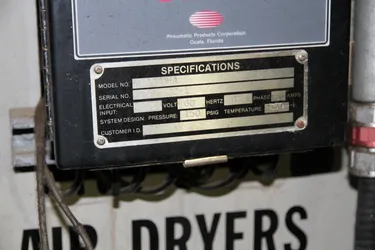 Pneumatic Products Corporation
Ocala, Florida
SPECIFICATIONS
MODEL NO.
SERIAL NO.
ELECTRICAL INPUT: VOLT HERTZ PHASE AMPS
SYSTEM DESIGN: PRESSURE: 150 PSIG TEMPERATURE
CUSTOMER I.D.
AIR DRYERS